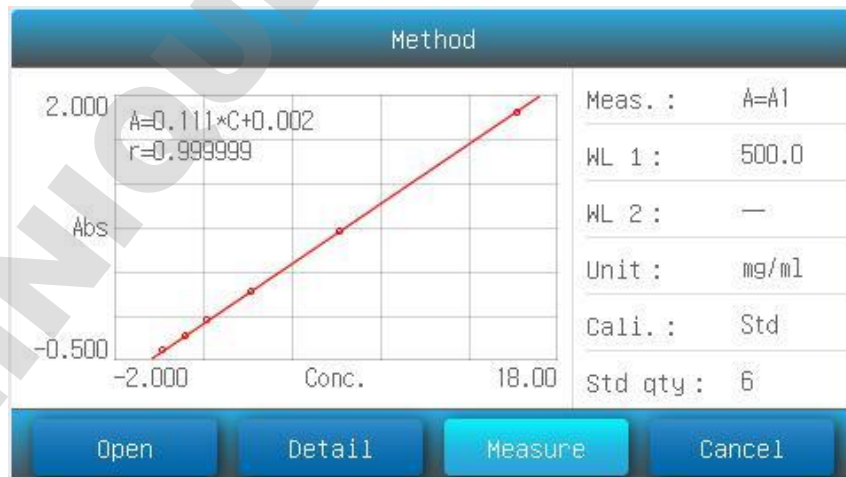 Method
2.000
A=0.111*C+0.002
r=0.999999
Abs
-0.500
-2.000
Conc.
18.00
Meas. : A=A1
WL 1 : 500.0
WL 2 : —
Unit : mg/ml
Cali. : Std
Std qty : 6
Open
Detail
Measure
Cancel